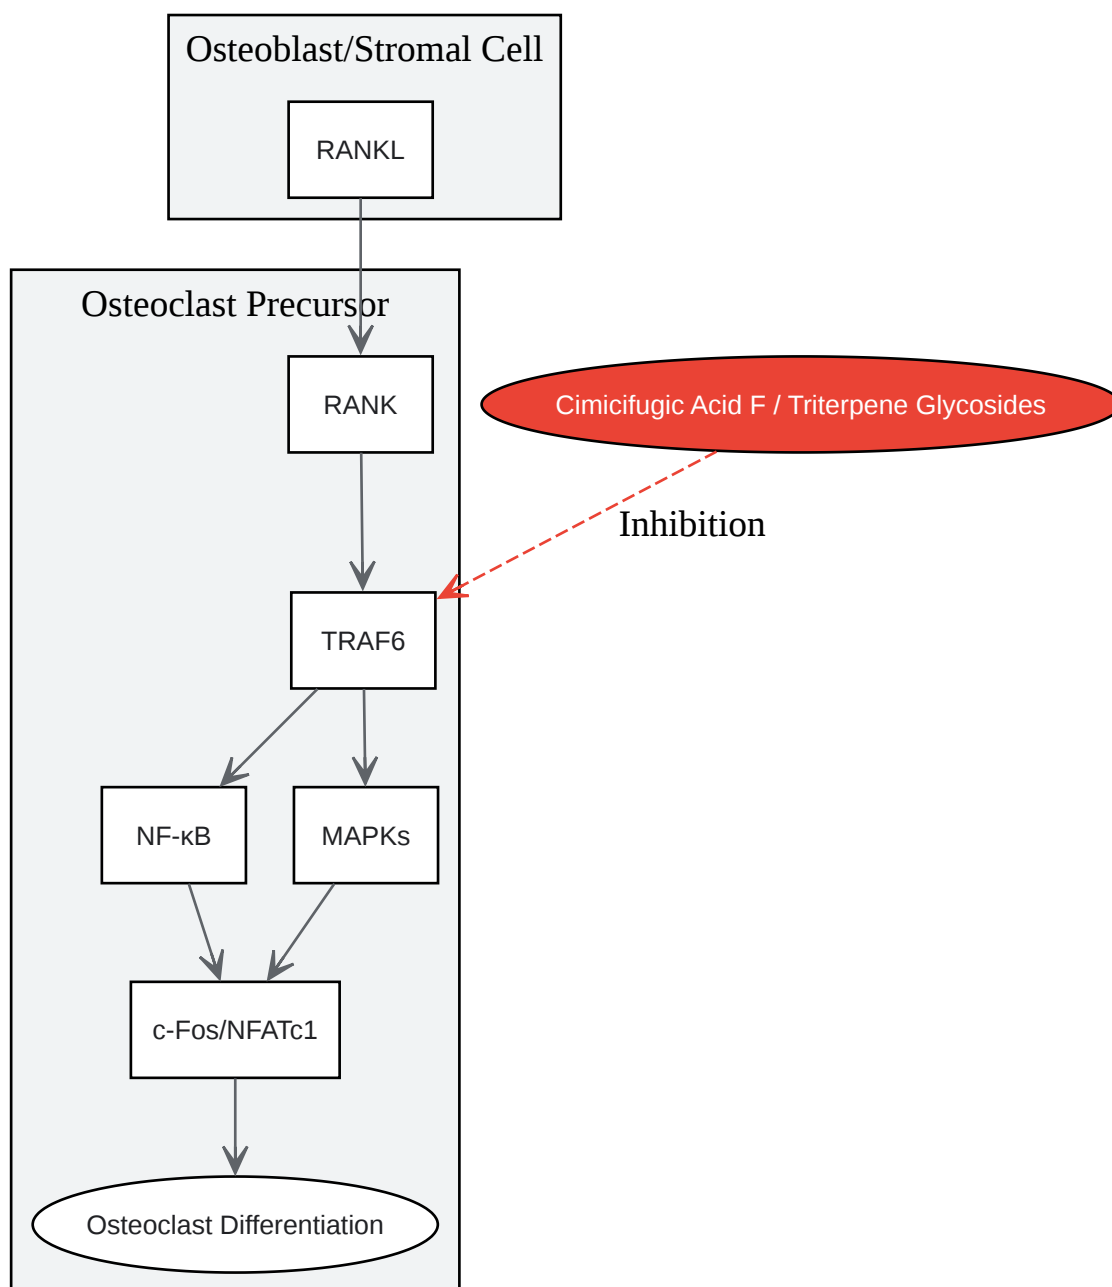 Osteoblast/Stromal Cell
RANKL
Osteoclast Precursor
RANK
Cimicifugic Acid F / Triterpene Glycosides
Inhibition
TRAF6
NF-κB
MAPKs
c-Fos/NFATc1
Osteoclast Differentiation